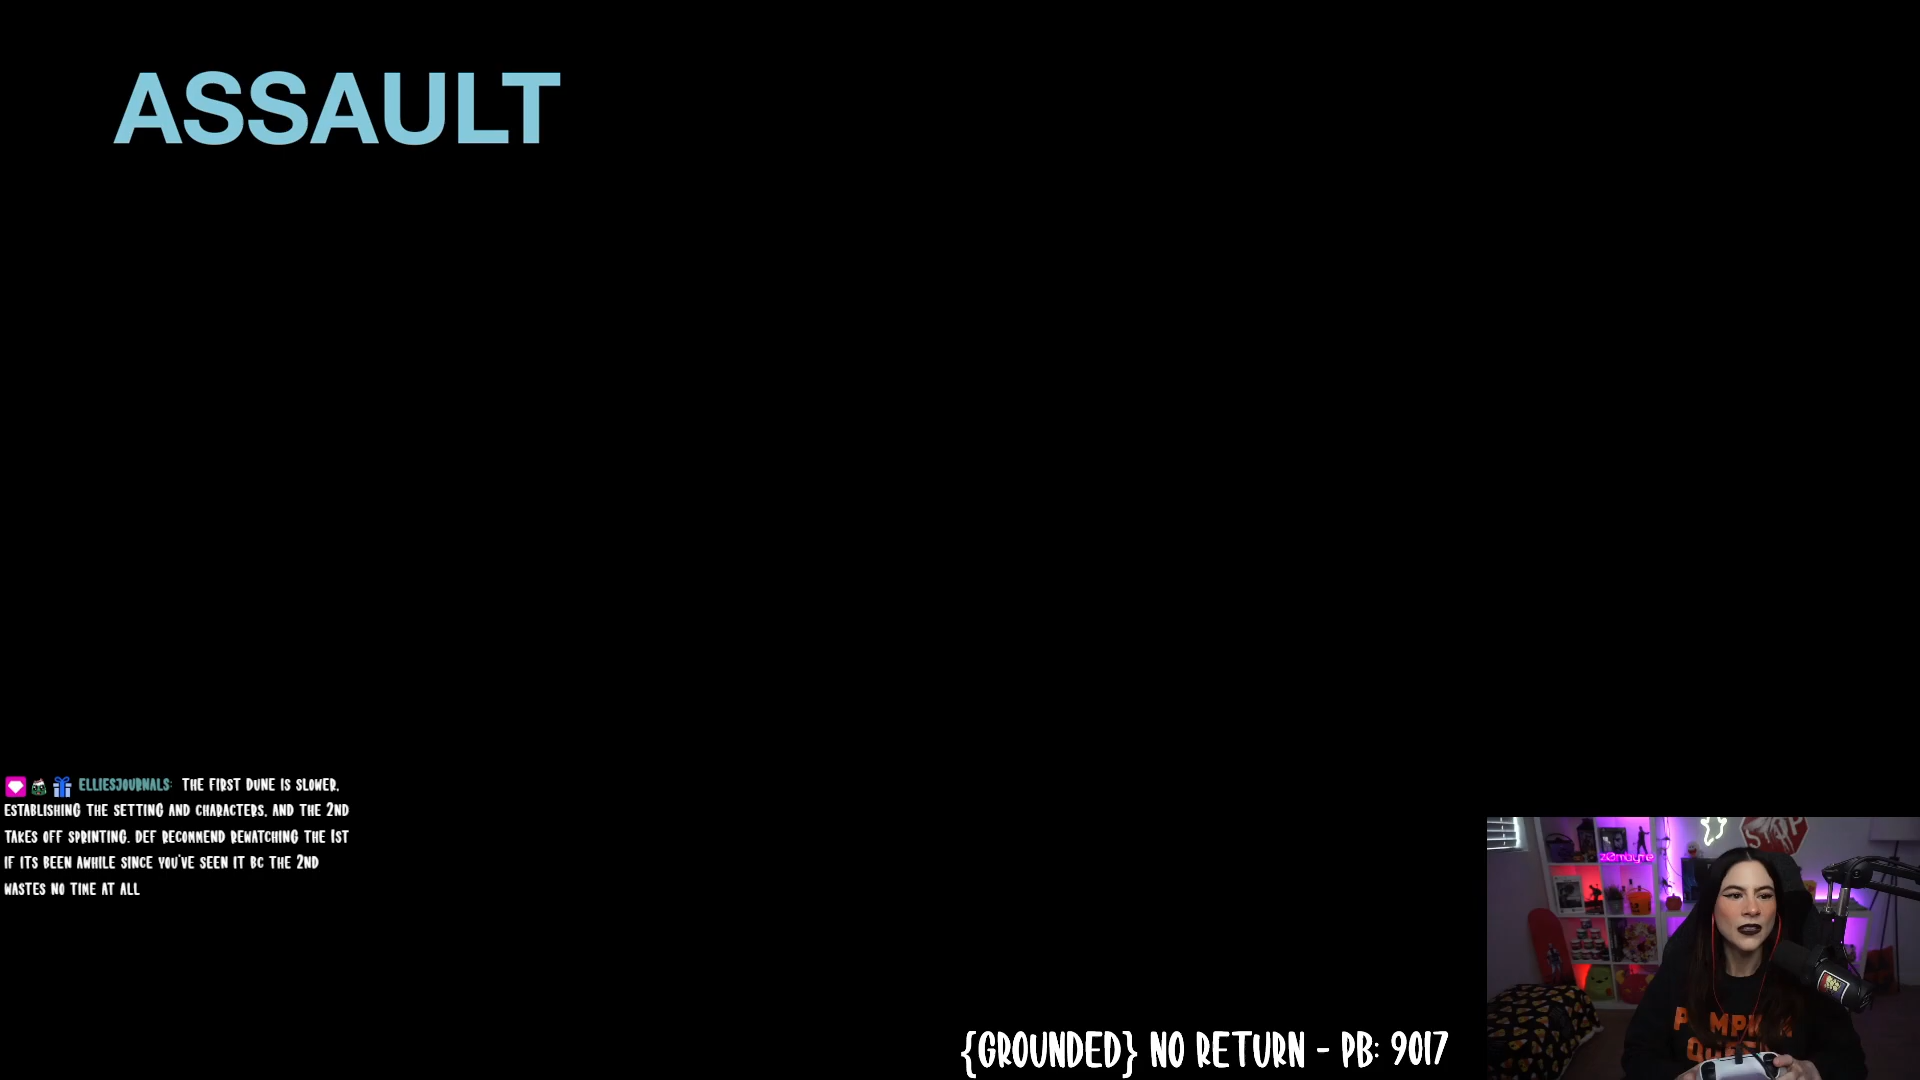 ASSAULT
ELLIESJOURNALS: THE FIRST DUNE IS SLOWER,
ESTABLISHING THE SETTING AND CHARACTERS, AND THE 2ND
TAKES OFF SPRINTING. DEF RECOMMEND REWATCHING THE 1ST
IF ITS BEEN AWHILE SINCE YOU'VE SEEN IT BC THE 2ND
WASTES NO TIME AT ALL
zombayne
{GROUNDED} NO RETURN - PB: 9017